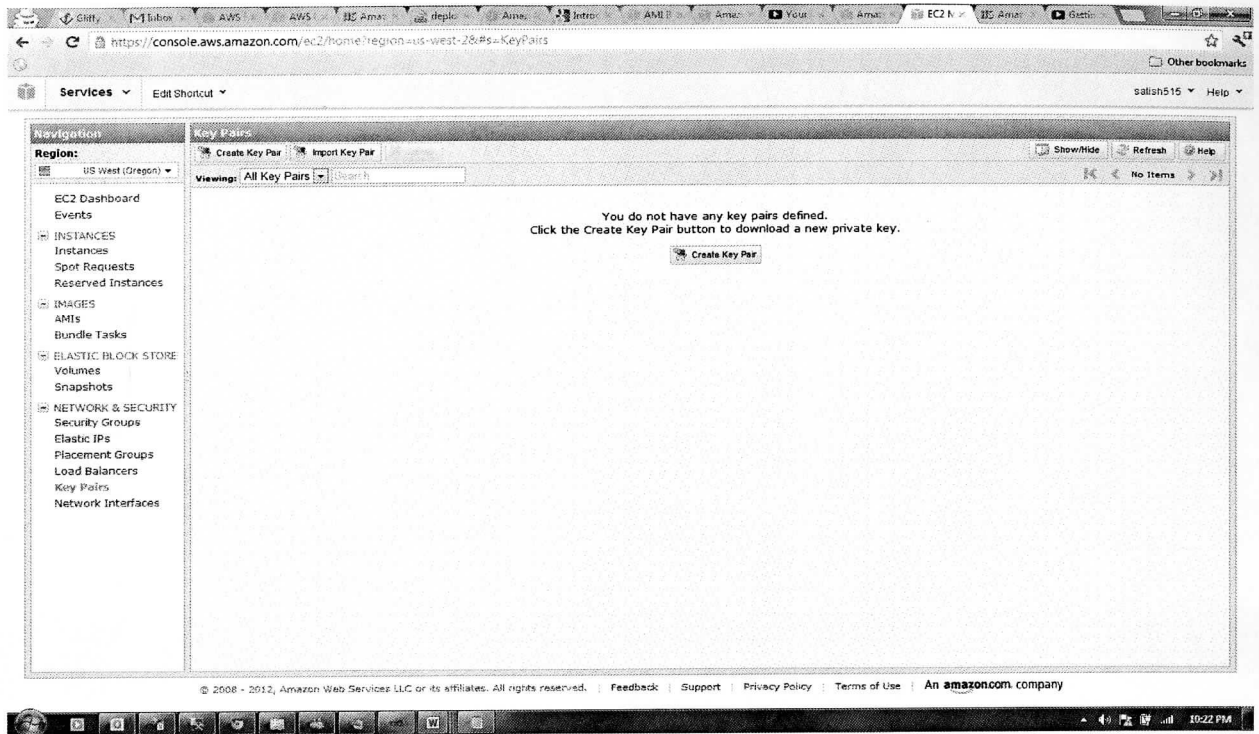 Gliffy
Inbox
AWS
AWS
Amaz
deplo
Amaz
Introc
AMI B
Amaz
Your
Amaz
EC2 M
Amaz
Gettin
https://console.aws.amazon.com/ec2/home?region=us-west-2&#s=KeyPairs
Other bookmarks
Services
Edit Shortcut
satish515
Help
Navigation
Region:
US West (Oregon)
EC2 Dashboard
Events
INSTANCES
Instances
Spot Requests
Reserved Instances
IMAGES
AMIs
Bundle Tasks
ELASTIC BLOCK STORE
Volumes
Snapshots
NETWORK & SECURITY
Security Groups
Elastic IPs
Placement Groups
Load Balancers
Key Pairs
Network Interfaces
Key Pairs
Create Key Pair
Import Key Pair
Show/Hide
Refresh
Help
Viewing: All Key Pairs
Search
No Items
You do not have any key pairs defined.
Click the Create Key Pair button to download a new private key.
Create Key Pair
© 2008 - 2012, Amazon Web Services LLC or its affiliates. All rights reserved. | Feedback | Support | Privacy Policy | Terms of Use | An amazon.com. company
10:22 PM